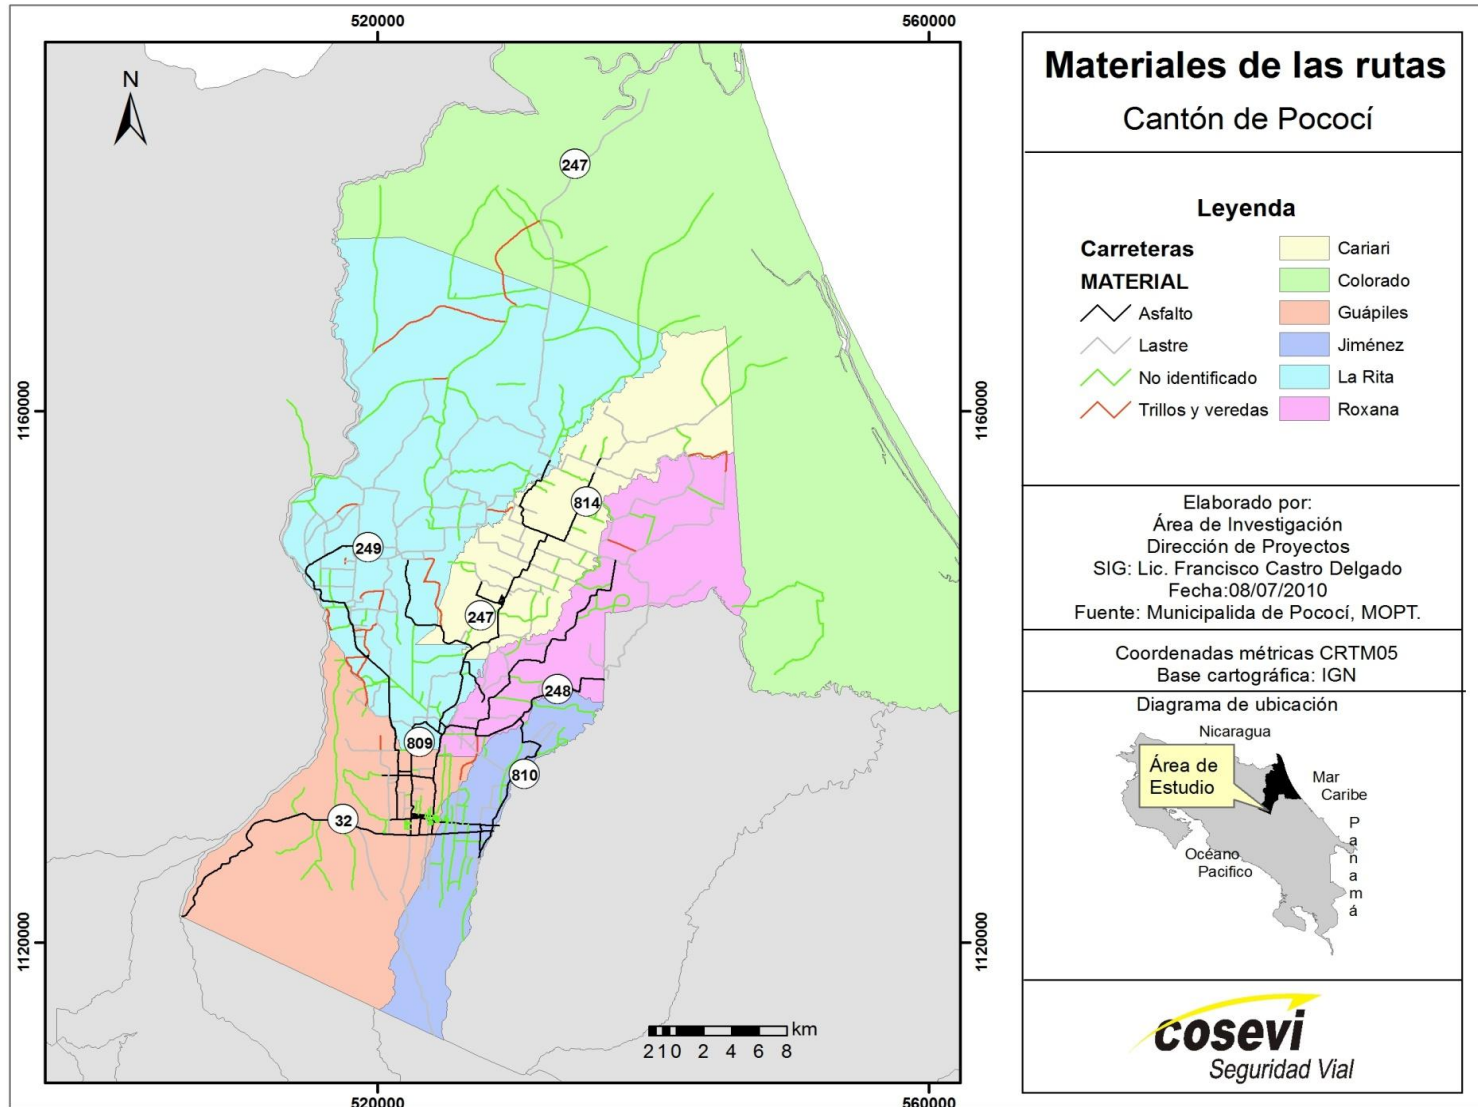 520000
560000
N
1160000
1160000
1120000
1120000
247
814
249
247
248
809
810
32
km
2 1 0 2 4 6 8
520000
560000
Materiales de las rutas
Cantón de Pococí
Leyenda
Carreteras
MATERIAL
Asfalto
Lastre
No identificado
Trillos y veredas
Cariari
Colorado
Guápiles
Jiménez
La Rita
Roxana
Elaborado por:
Área de Investigación
Dirección de Proyectos
SIG: Lic. Francisco Castro Delgado
Fecha:08/07/2010
Fuente: Municipalida de Pococí, MOPT.
Coordenadas métricas CRTM05
Base cartográfica: IGN
Diagrama de ubicación
Nicaragua
Área de
Estudio
Mar
Caribe
Panamá
Océano
Pacifico
cosevi
Seguridad Vial